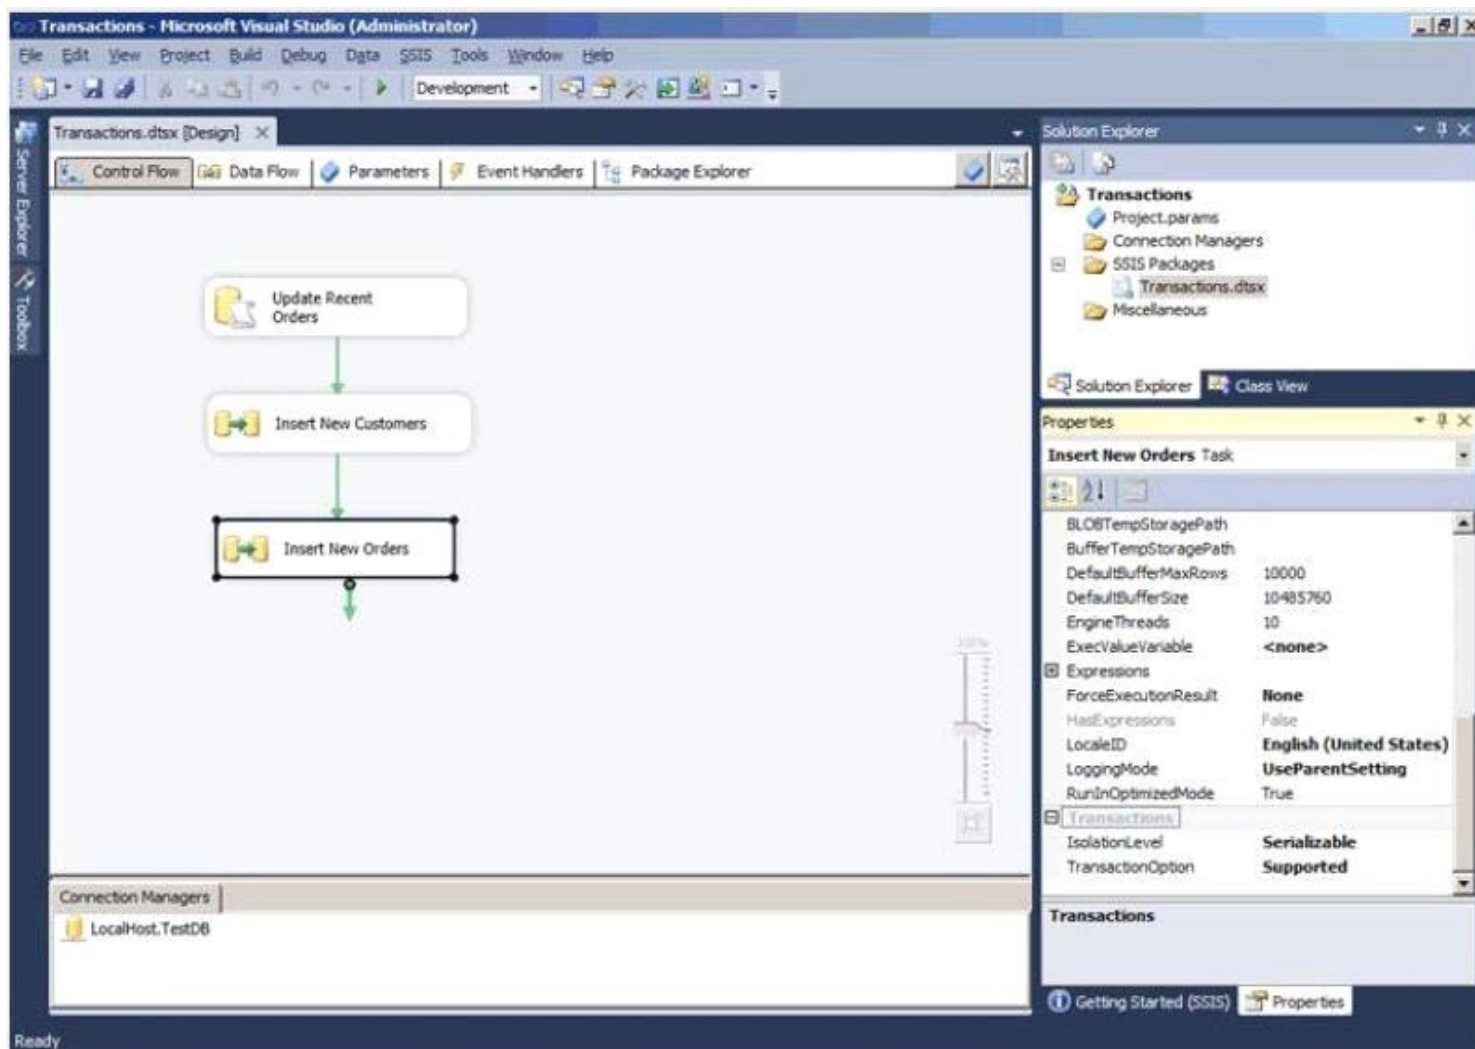 Transactions - Microsoft Visual Studio (Administrator)
File Edit View Project Build Debug Data SSIS Tools Window Help
Development
Server Explorer
Toolbox
Transactions.dtsx [Design]
Control Flow Data Flow Parameters Event Handlers Package Explorer
Update Recent
Orders
Insert New Customers
Insert New Orders
100%
Connection Managers
LocalHost.TestDB
Solution Explorer
Transactions
Project.params
Connection Managers
SSIS Packages
Transactions.dtsx
Miscellaneous
Solution Explorer Class View
Properties
Insert New Orders Task
BLOBTempStoragePath
BufferTempStoragePath
DefaultBufferMaxRows 10000
DefaultBufferSize 10485760
EngineThreads 10
ExecValueVariable <none>
Expressions
ForceExecutionResult None
HasExpressions False
LocaleID English (United States)
LoggingMode UseParentSetting
RunInOptimizedMode True
Transactions
IsolationLevel Serializable
TransactionOption Supported
Transactions
Getting Started (SSIS) Properties
Ready